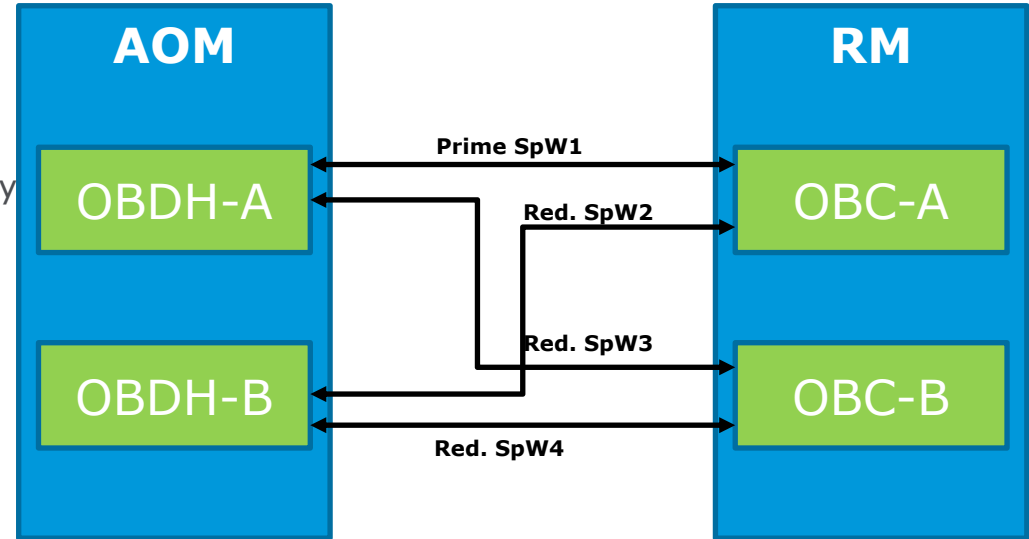 AOM
RM
Prime SpW1
y
OBDH-A
OBC-A
Red. SpW2
Red. SpW3
OBDH-B
OBC-B
Red. SpW4